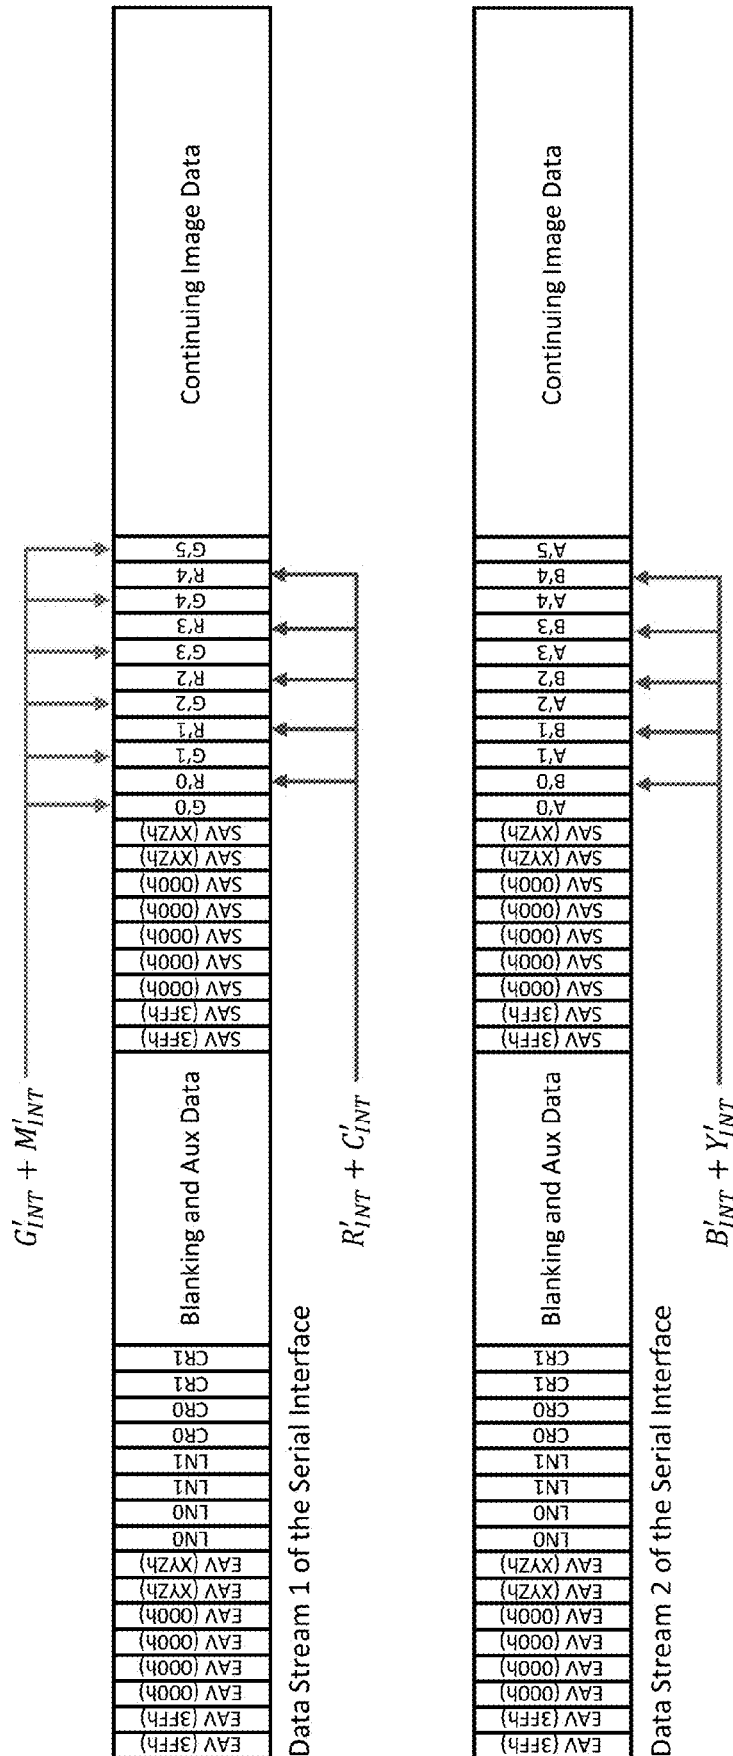 G'INT + M'INT
EAV (3FFh)
EAV (3FFh)
EAV (000h)
EAV (000h)
EAV (000h)
EAV (000h)
EAV (XYZh)
EAV (XYZh)
LN0
LN0
LN1
LN1
CR0
CR0
CR1
CR1
Blanking and Aux Data
SAV (3FFh)
SAV (3FFh)
SAV (000h)
SAV (000h)
SAV (000h)
SAV (000h)
SAV (000h)
SAV (XYZh)
SAV (XYZh)
G'0
R'0
G'1
R'1
G'2
R'2
G'3
R'3
G'4
R'4
G'5
Continuing Image Data
Data Stream 1 of the Serial Interface
R'INT + C'INT
EAV (3FFh)
EAV (3FFh)
EAV (000h)
EAV (000h)
EAV (000h)
EAV (000h)
EAV (XYZh)
EAV (XYZh)
LN0
LN0
LN1
LN1
CR0
CR0
CR1
CR1
Blanking and Aux Data
SAV (3FFh)
SAV (3FFh)
SAV (000h)
SAV (000h)
SAV (000h)
SAV (000h)
SAV (000h)
SAV (XYZh)
SAV (XYZh)
A'0
B'0
A'1
B'1
A'2
B'2
A'3
B'3
A'4
B'4
A'5
Continuing Image Data
Data Stream 2 of the Serial Interface
B'INT + Y'INT